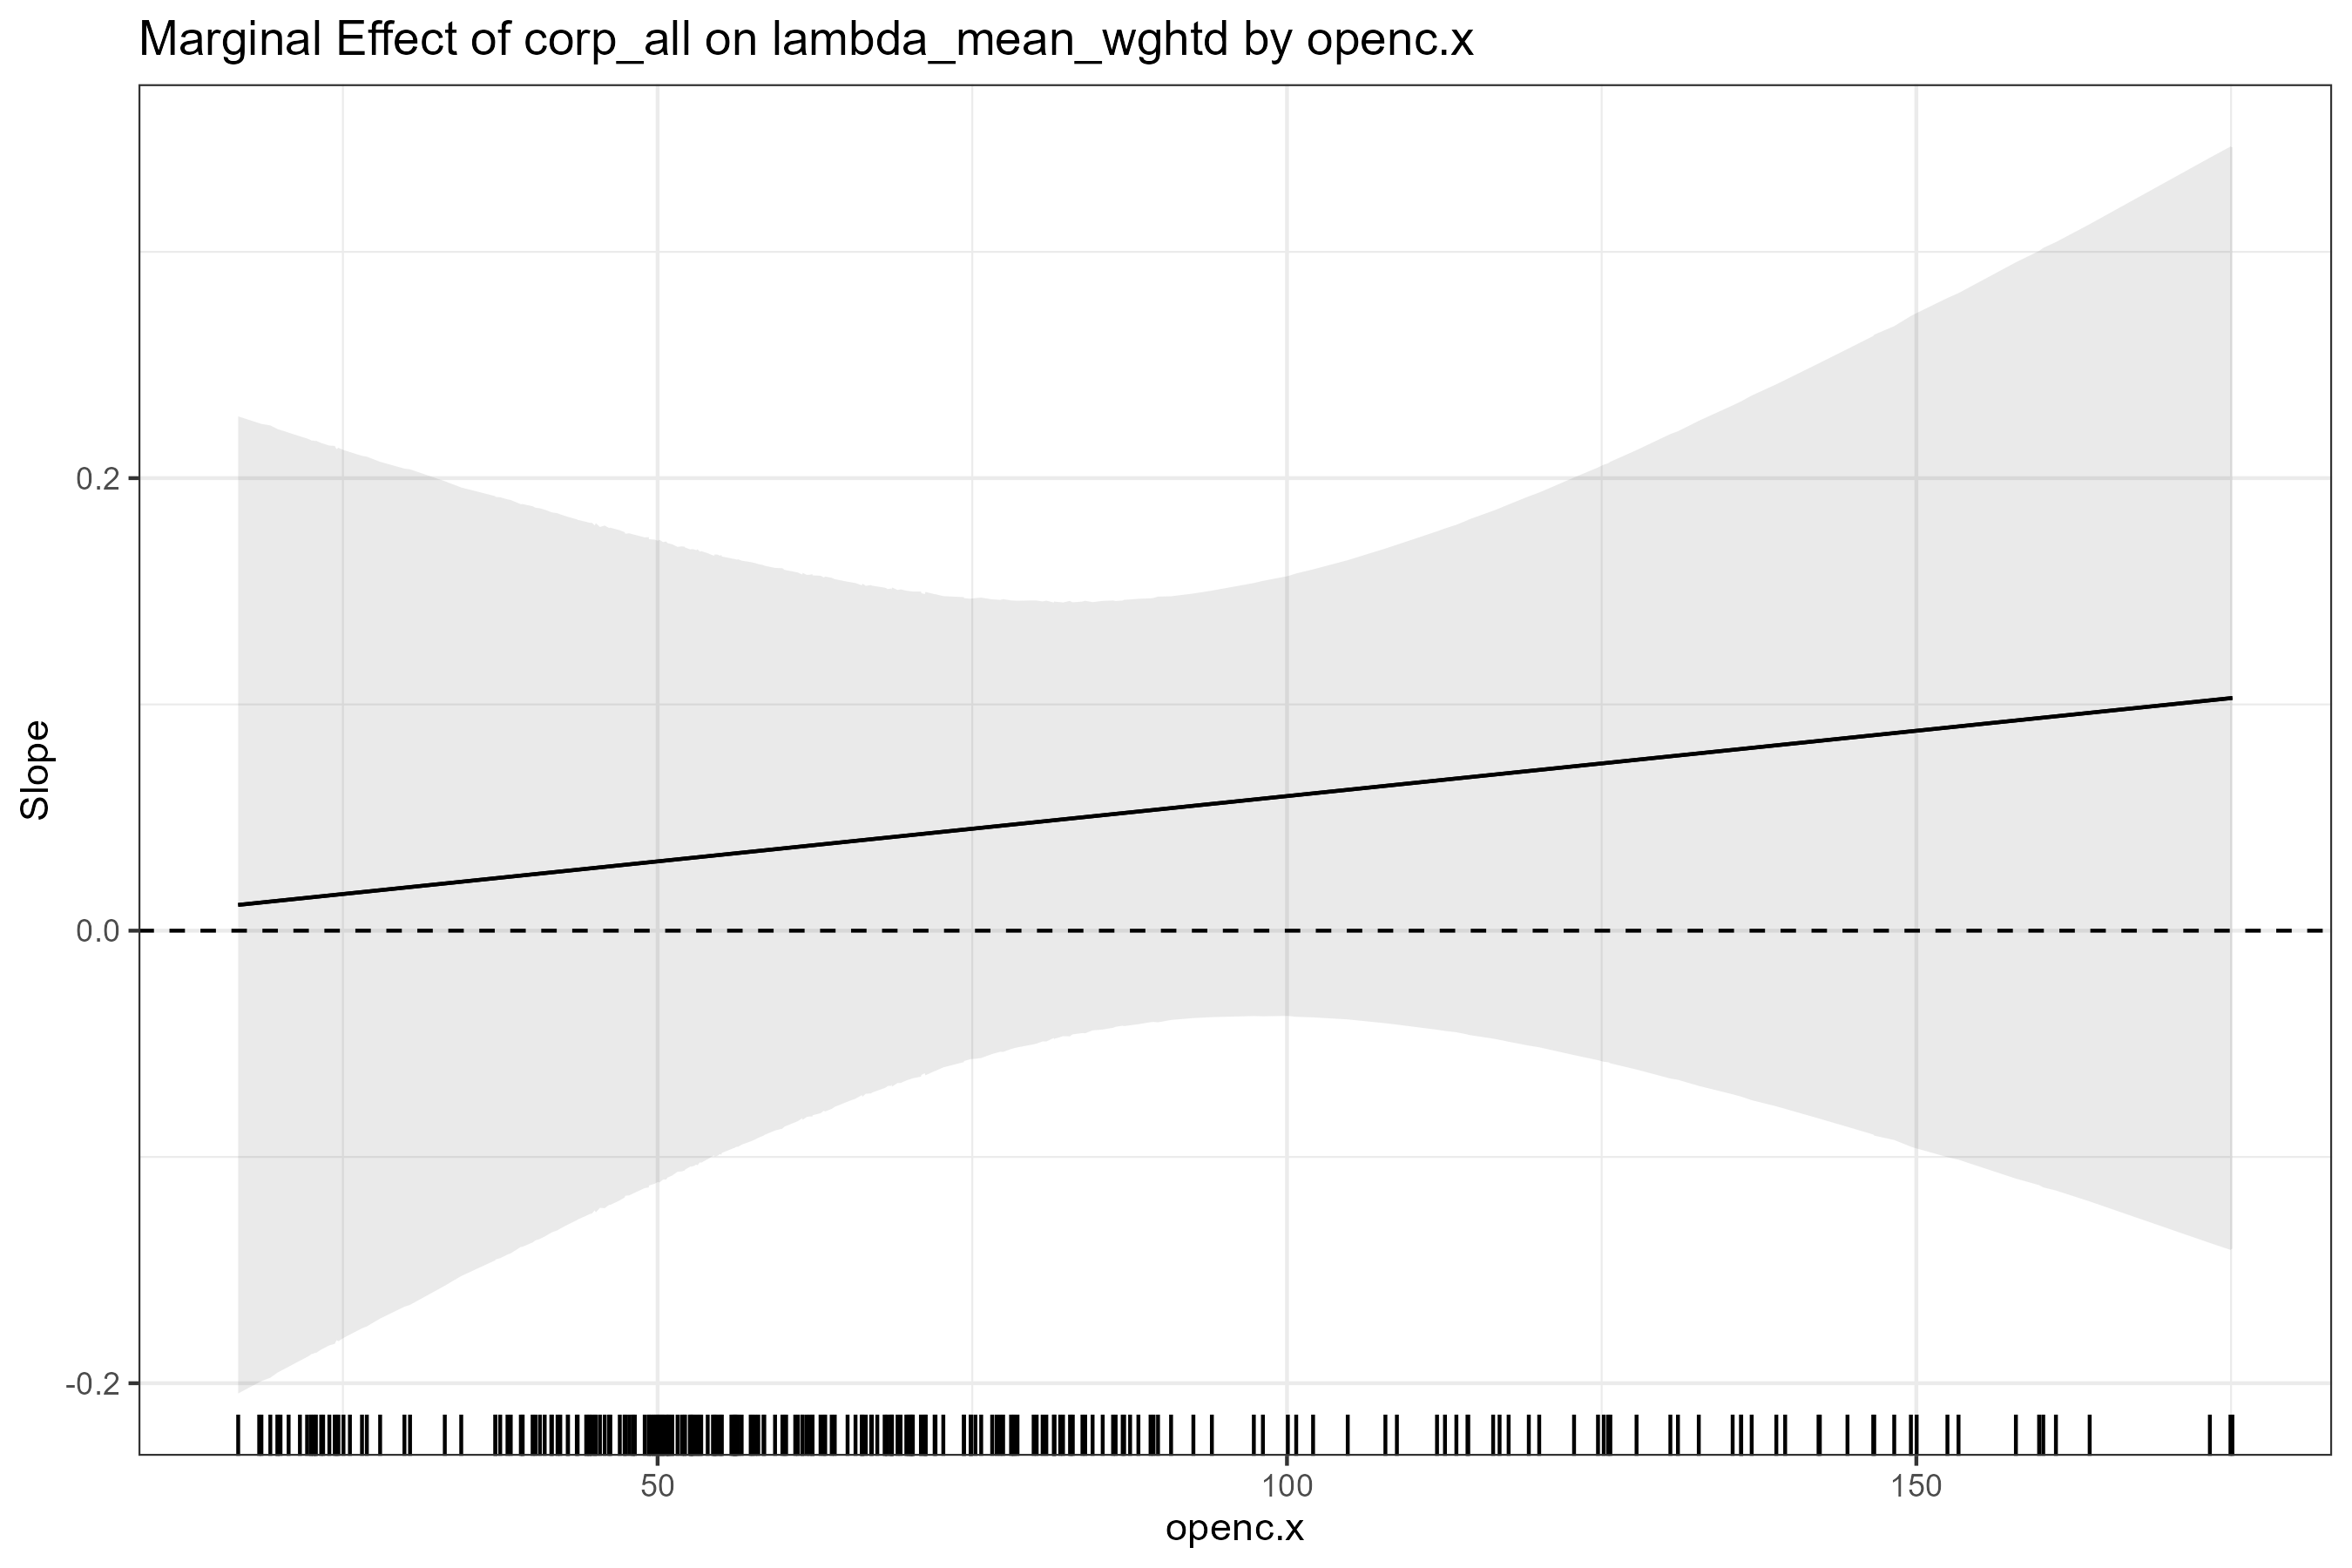 Marginal Effect of corp_all on lambda_mean_wghtd by openc.x
Slope
0.2
0.0
-0.2
50 100 150
openc.x